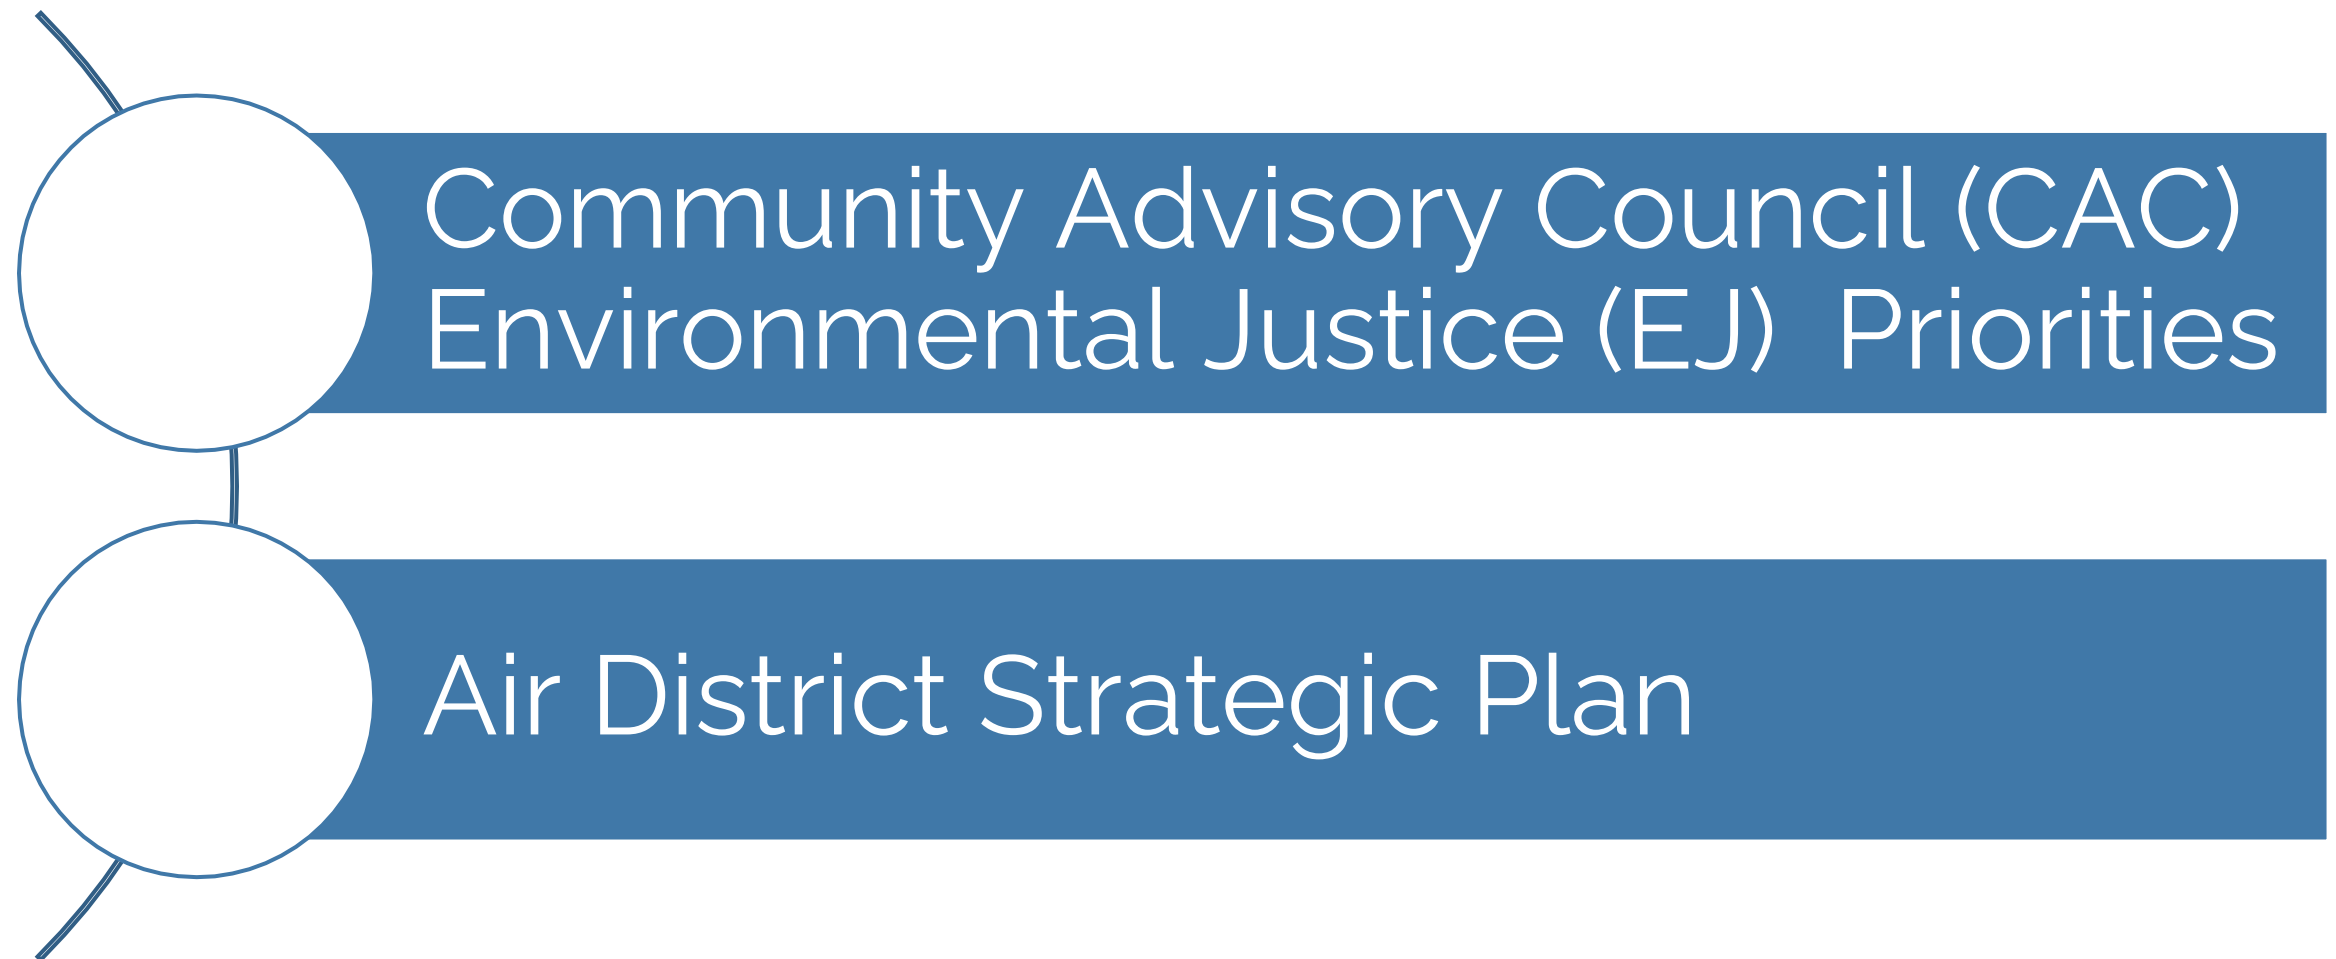 Community Advisory Council (CAC)
Environmental Justice (EJ)  Priorities
Air District Strategic Plan